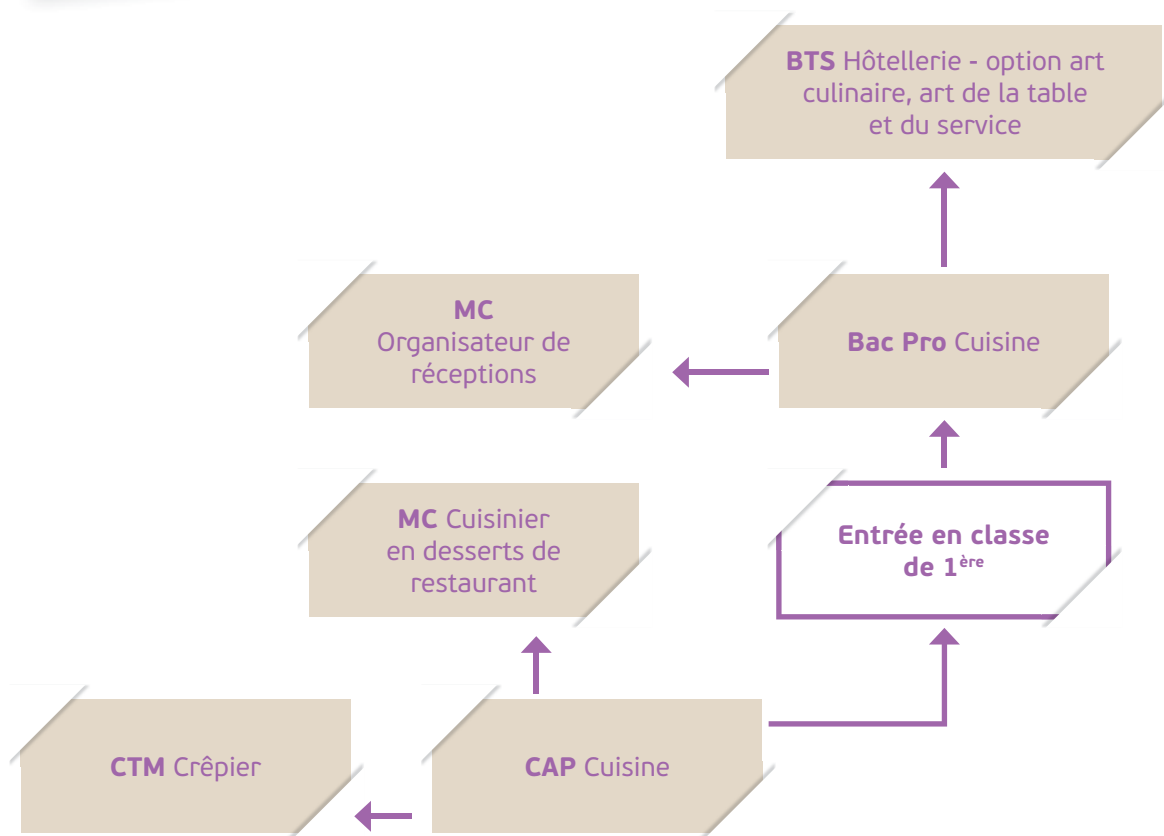 BTS Hôtellerie - option art
culinaire, art de la table
et du service
MC
Organisateur de
réceptions
Bac Pro Cuisine
MC Cuisinier
en desserts de
restaurant
Entrée en classe
de 1ère
CTM Crêpier
CAP Cuisine